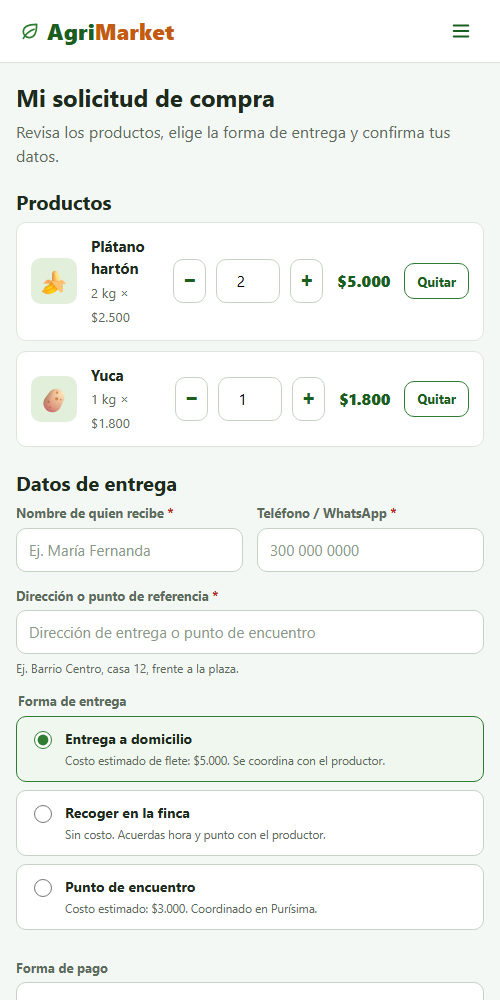 AgriMarket
Mi solicitud de compra
Revisa los productos, elige la forma de entrega y confirma tus
datos.
Productos
Plátano
hartón
2 kg ×
$2.500
−
2
+
$5.000
Quitar
Yuca
1 kg ×
$1.800
−
1
+
$1.800
Quitar
Datos de entrega
Nombre de quien recibe *
Teléfono / WhatsApp *
Ej. María Fernanda
300 000 0000
Dirección o punto de referencia *
Dirección de entrega o punto de encuentro
Ej. Barrio Centro, casa 12, frente a la plaza.
Forma de entrega
Entrega a domicilio
Costo estimado de flete: $5.000. Se coordina con el productor.
Recoger en la finca
Sin costo. Acuerdas hora y punto con el productor.
Punto de encuentro
Costo estimado: $3.000. Coordinado en Purísima.
Forma de pago